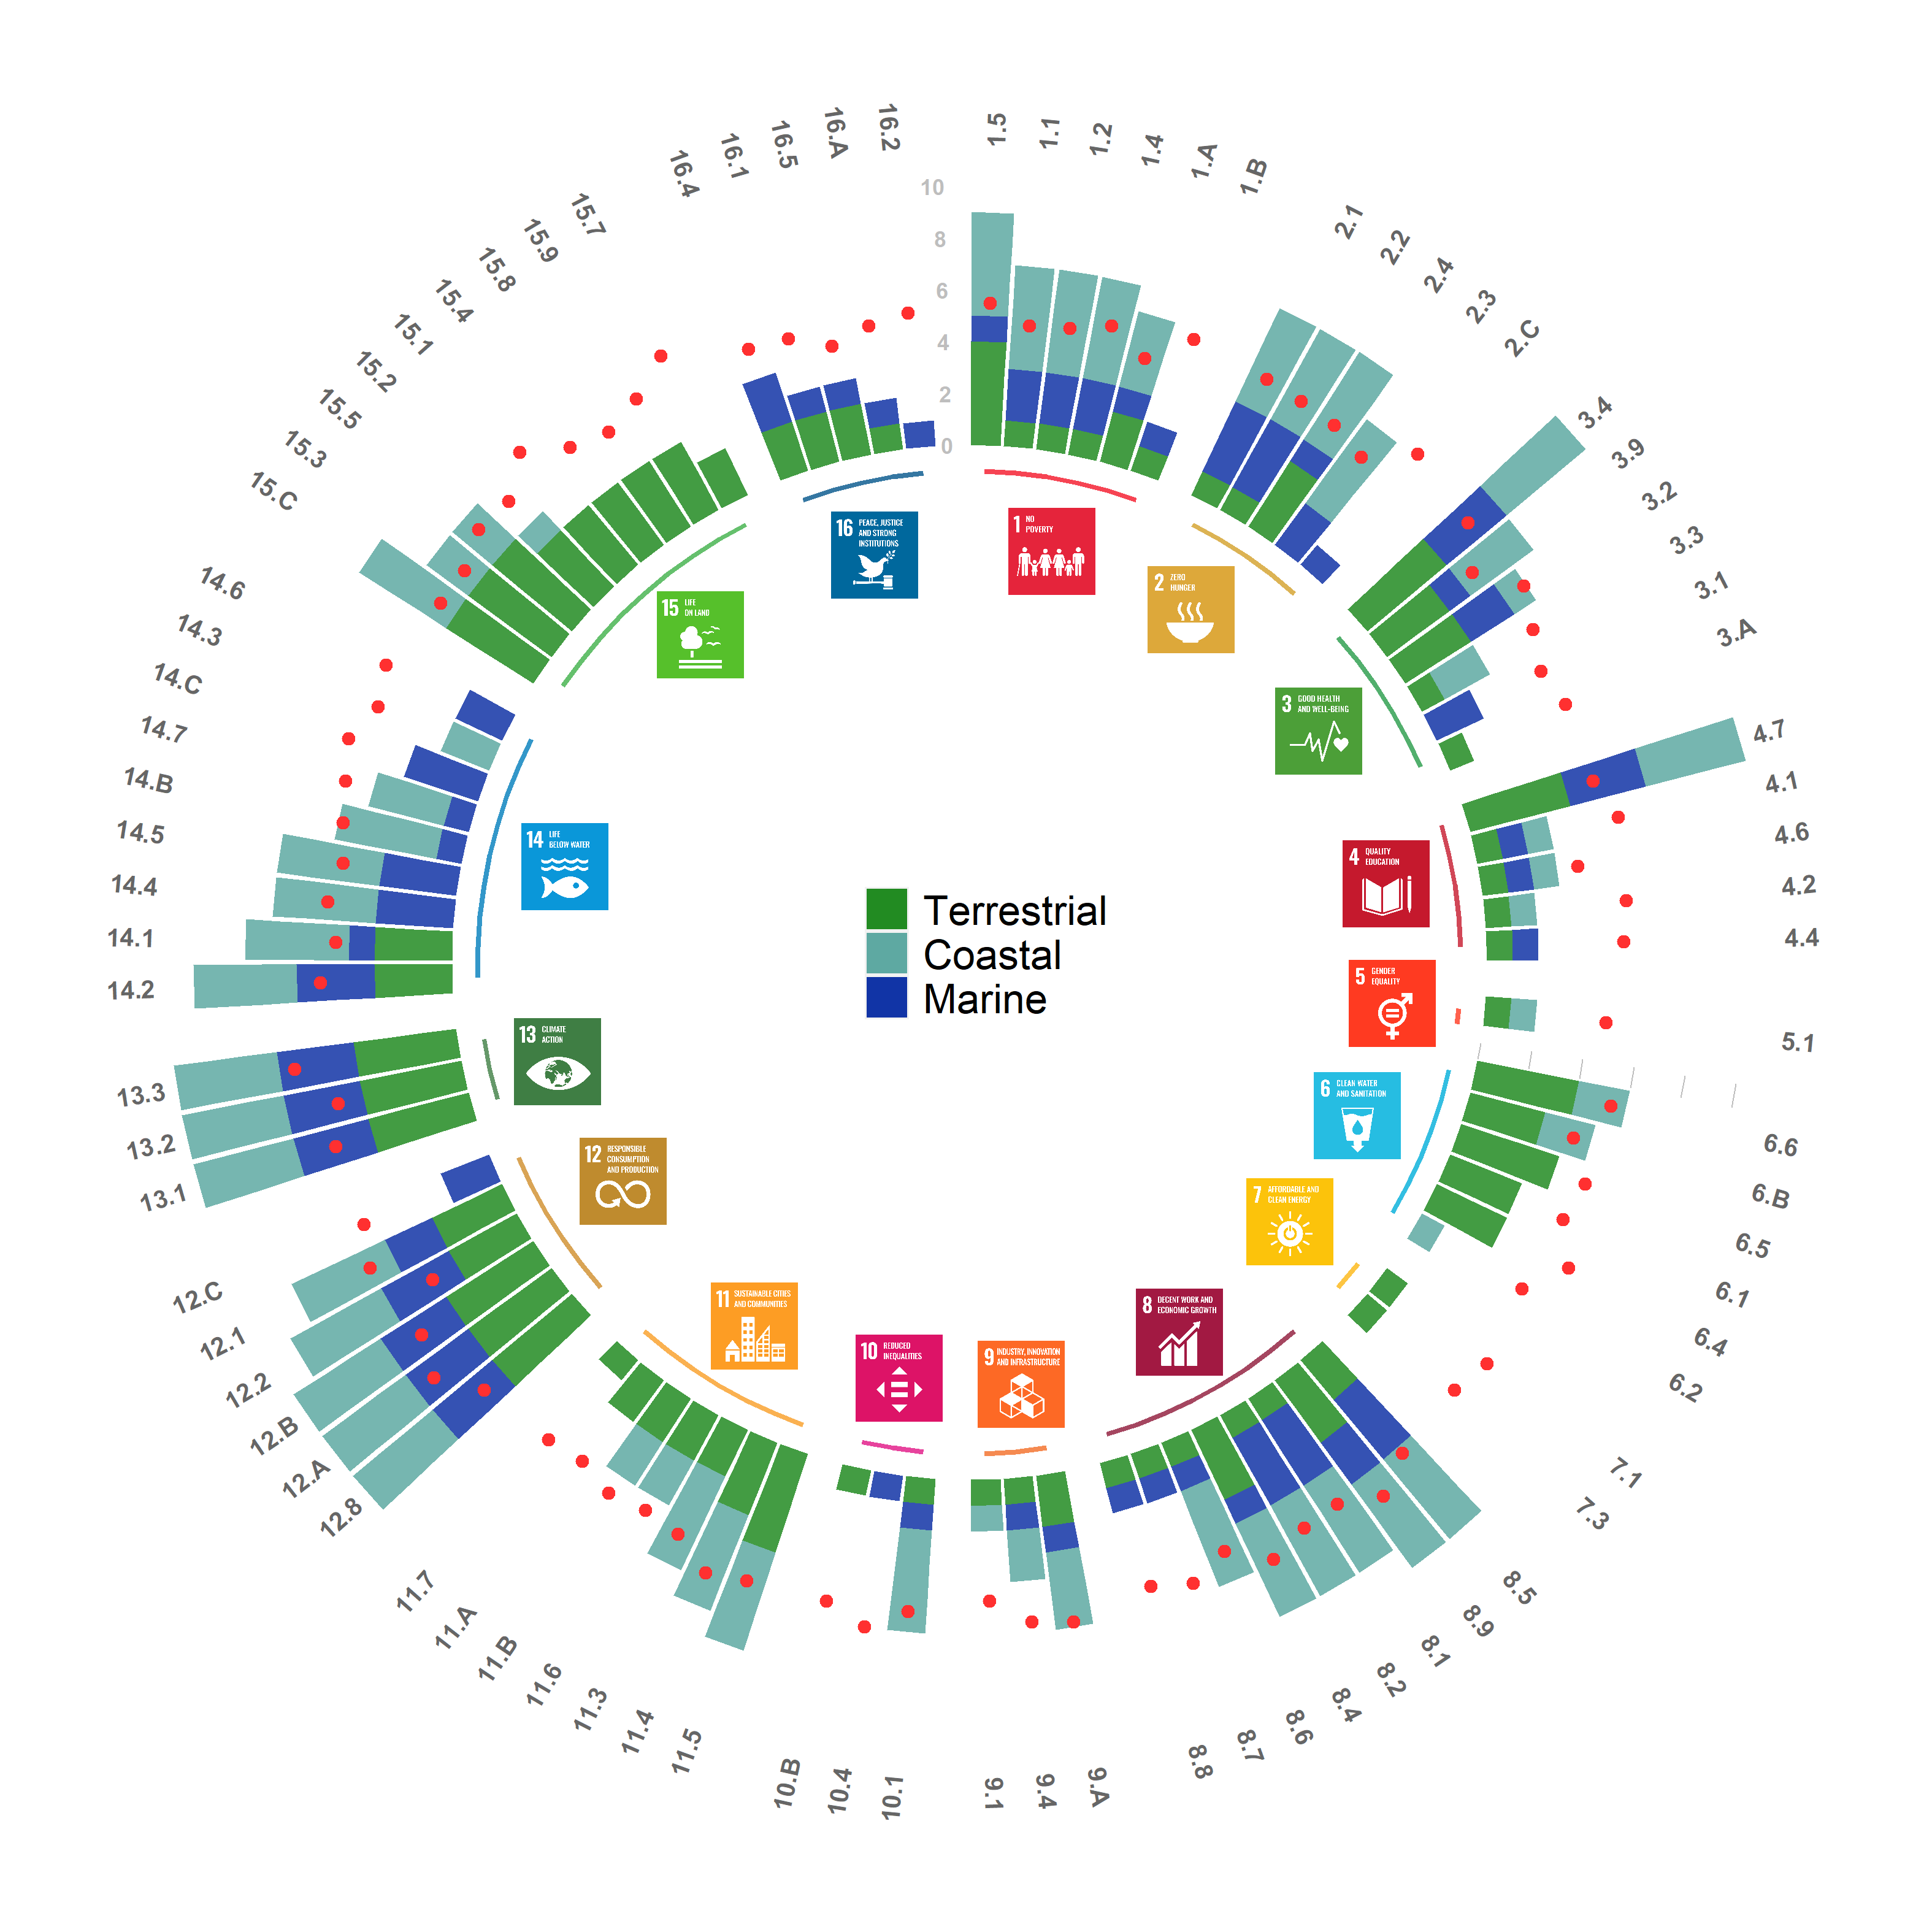 1.5
1.1
1.2
1.4
1.A
1.B
2.1
2.2
2.4
2.3
2.C
3.4
3.9
3.2
3.3
3.1
3.A
4.7
4.1
4.6
4.2
4.4
5.1
6.6
6.B
6.5
6.1
6.4
6.2
7.1
7.3
8.5
8.9
8.1
8.2
8.4
8.6
8.7
8.8
9.A
9.4
9.1
10.1
10.4
10.B
11.5
11.4
11.3
11.6
11.B
11.A
11.7
12.8
12.A
12.B
12.2
12.1
12.C
13.1
13.2
13.3
14.2
14.1
14.4
14.5
14.B
14.7
14.C
14.3
14.6
15.C
15.3
15.5
15.2
15.1
15.4
15.8
15.9
15.7
16.4
16.1
16.5
16.A
16.2
10
8
6
4
2
0
1 NO
POVERTY
2 ZERO
HUNGER
3 GOOD HEALTH
AND WELL-BEING
4 QUALITY
EDUCATION
5 GENDER
EQUALITY
6 CLEAN WATER
AND SANITATION
7 AFFORDABLE AND
CLEAN ENERGY
8 DECENT WORK AND
ECONOMIC GROWTH
9 INDUSTRY, INNOVATION
AND INFRASTRUCTURE
10 REDUCED
INEQUALITIES
11 SUSTAINABLE CITIES
AND COMMUNITIES
12 RESPONSIBLE
CONSUMPTION
AND PRODUCTION
13 CLIMATE
ACTION
14 LIFE
BELOW WATER
15 LIFE
ON LAND
16 PEACE, JUSTICE
AND STRONG
INSTITUTIONS
Terrestrial
Coastal
Marine